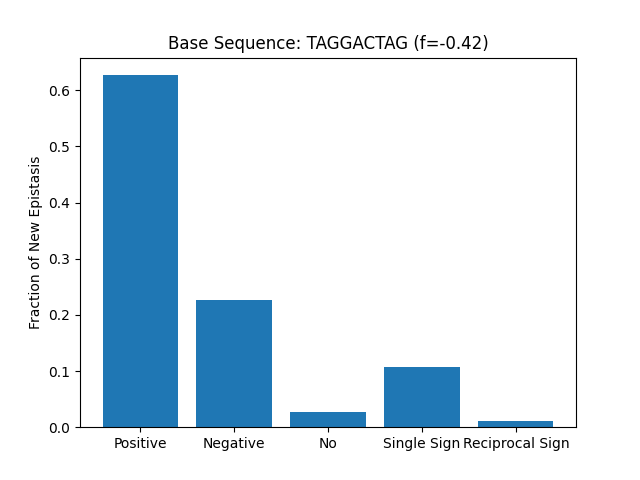 Base Sequence: TAGGACTAG (f=-0.42)
Fraction of New Epistasis
0.6
0.5
0.4
0.3
0.2
0.1
0.0
Positive Negative No Single Sign Reciprocal Sign